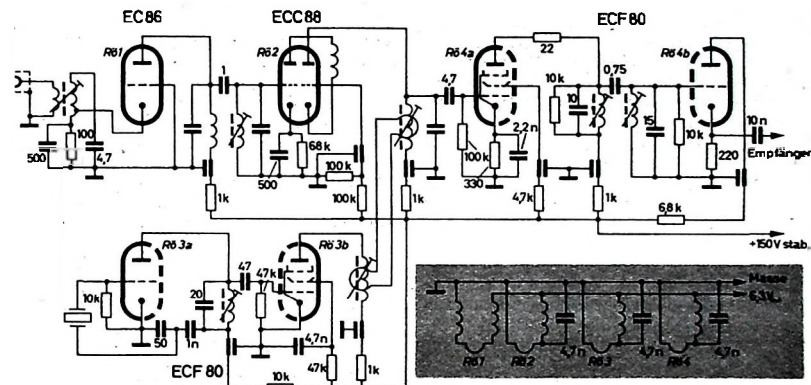 EC86
ECC88
ECF80
Rö1
Rö2
Rö4a
Rö4b
1
4,7
22
10k
10
0,75
15
10k
10n
Empfänger
220
500
100
4,7
500
68k
100k
100k
1k
1k
100k
330
2,2n
4,7k
1k
6,8k
+150V stab.
Rö3a
Rö3b
10k
50
1n
20
47
47k
4,7n
47k
1k
10k
ECF 80
Masse
Rö1
Rö2
4,7n
Rö3
4,7n
Rö4
4,7n